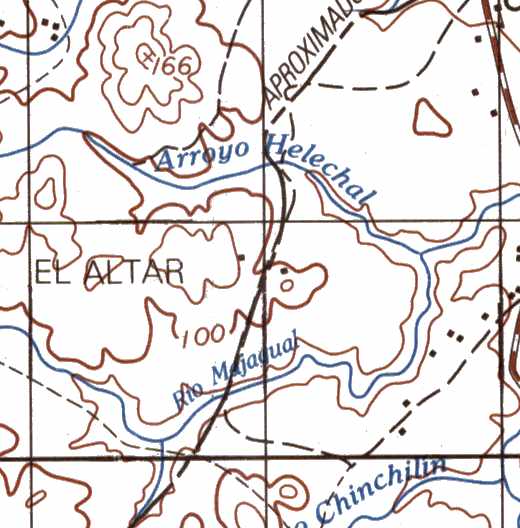 APROXIMADO
166
Arroyo Helechal
EL ALTAR
100
Rio Majagual
Chinchilin